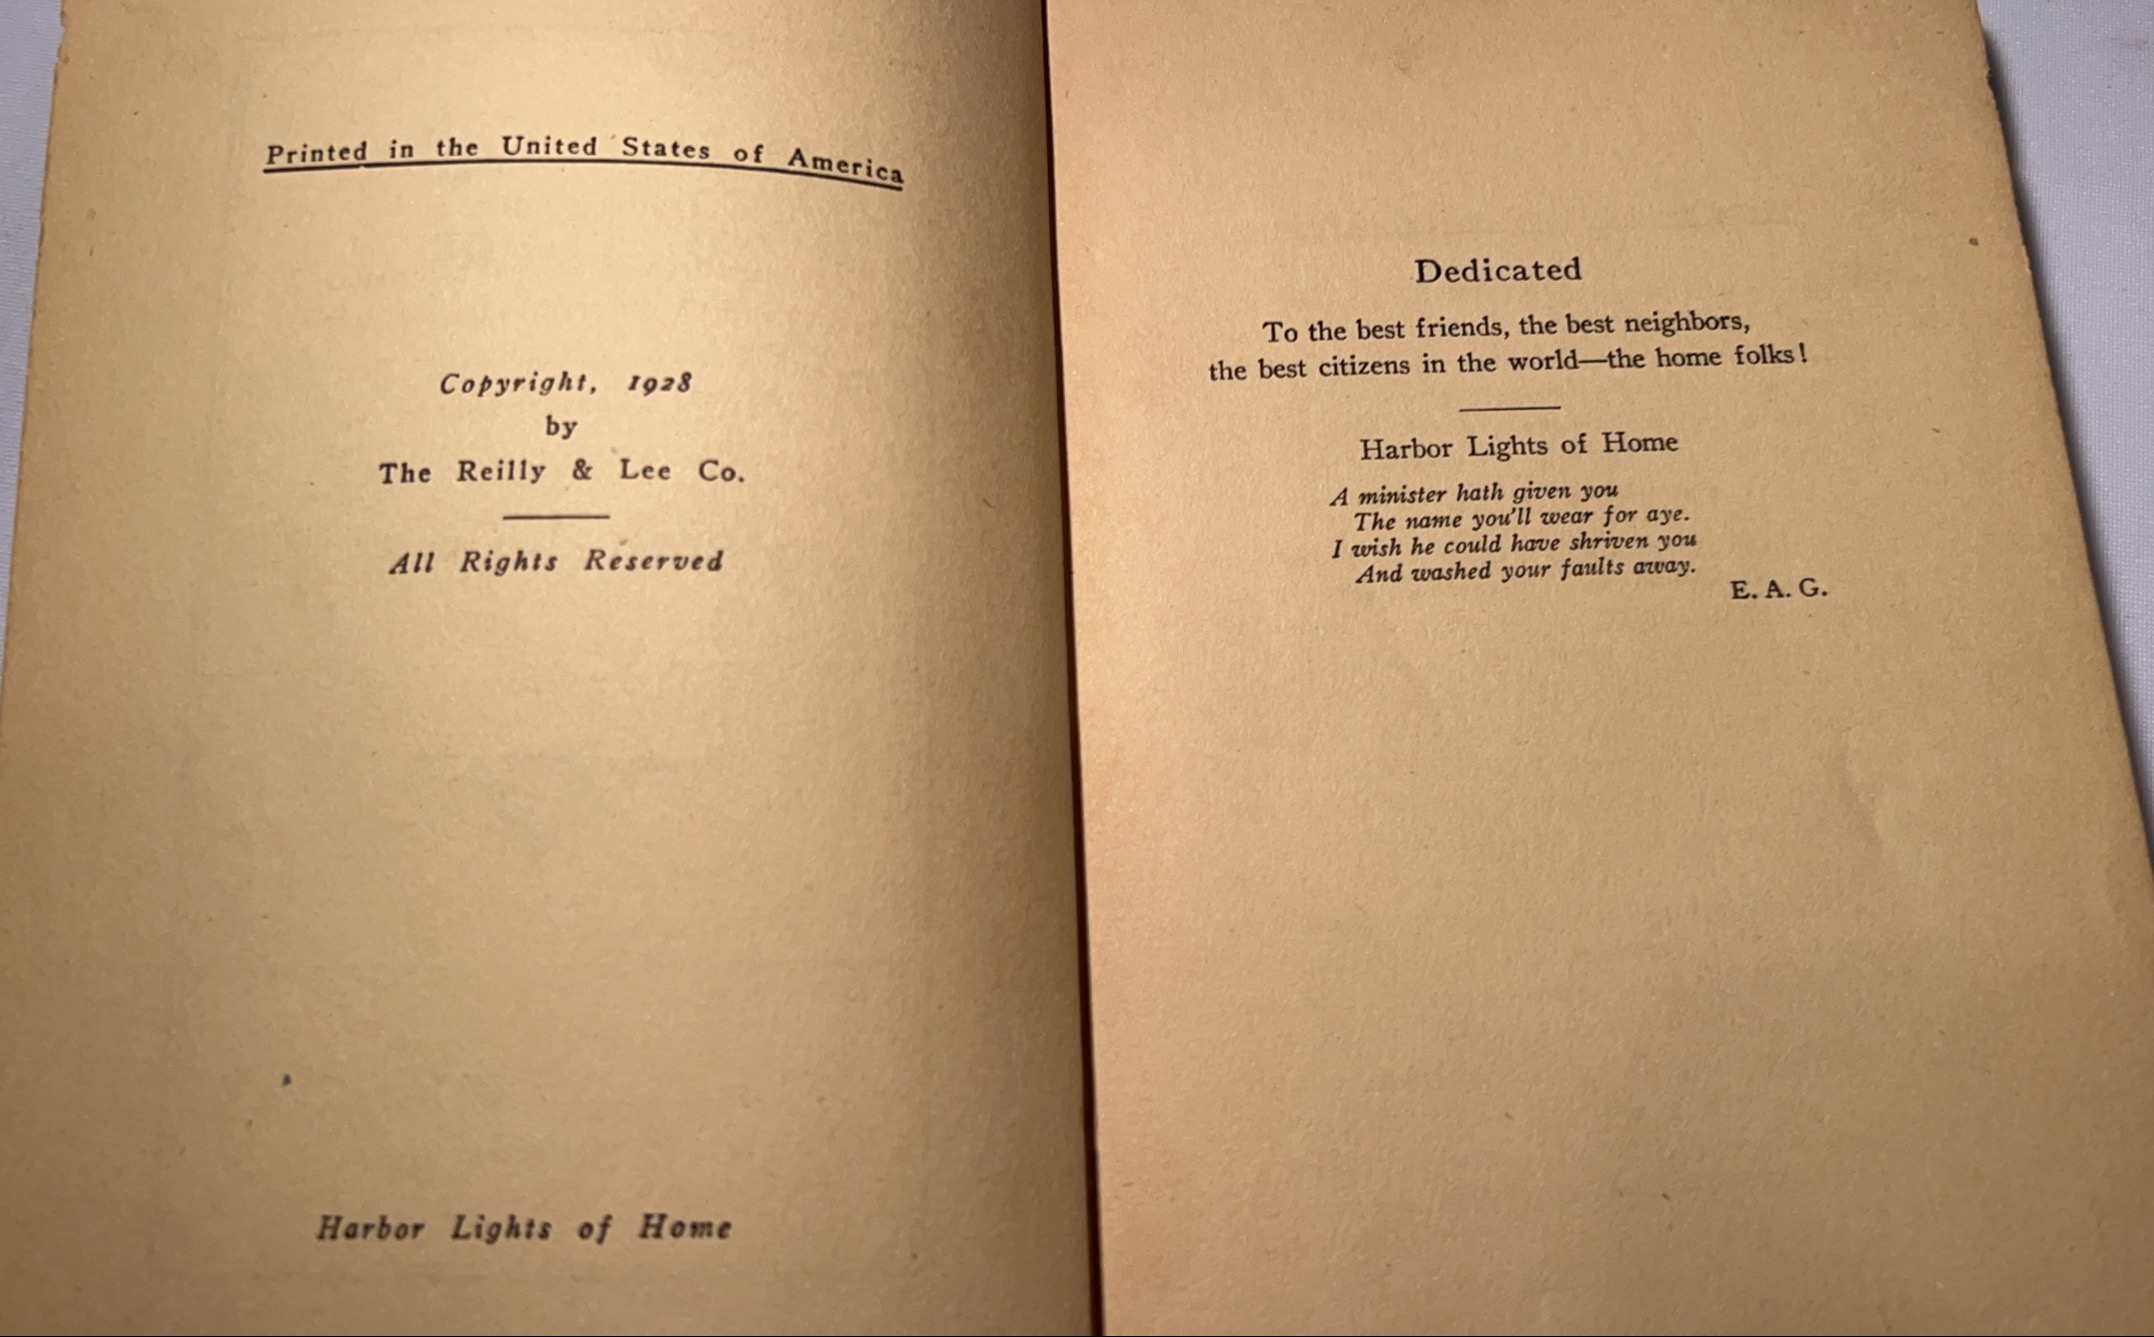 Printed in the United States of America
Copyright, 1928
by
The Reilly & Lee Co.
All Rights Reserved
Harbor Lights of Home
Dedicated
To the best friends, the best neighbors,
the best citizens in the world—the home folks!
Harbor Lights of Home
A minister hath given you
The name you'll wear for aye.
I wish he could have shriven you
And washed your faults away.
E. A. G.